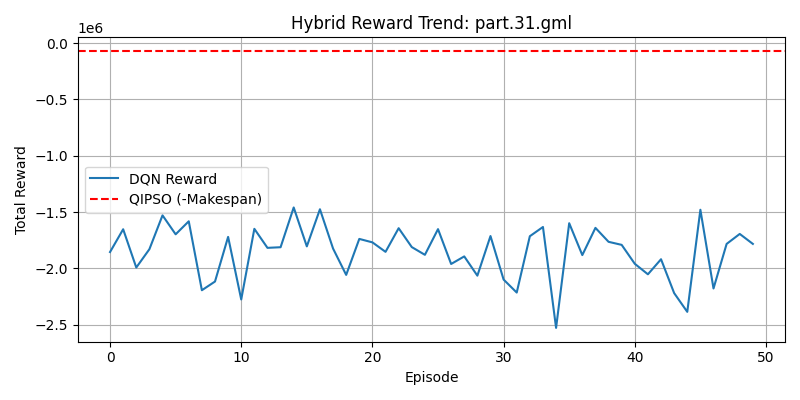 Hybrid Reward Trend: part.31.gml
1e6
0.0
−0.5
−1.0
−1.5
−2.0
−2.5
Total Reward
DQN Reward
QIPSO (-Makespan)
0 10 20 30 40 50
Episode